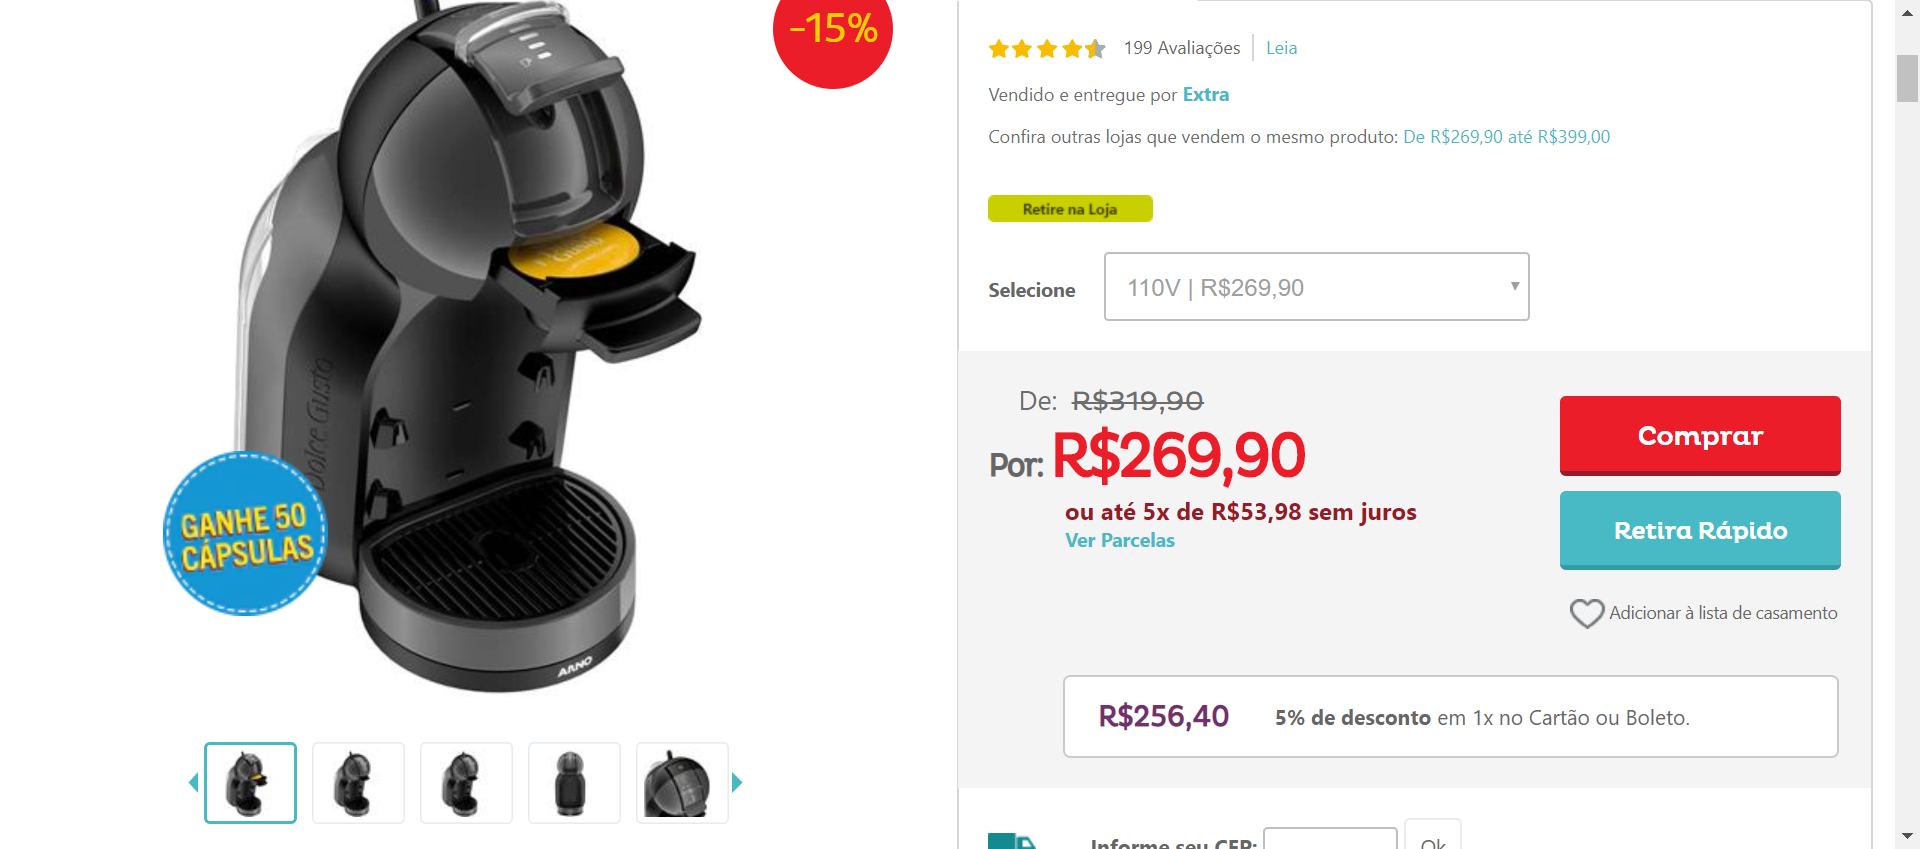 -15%
Dolce Gusto
GANHE 50
CÁPSULAS
ARNO
199 Avaliações Leia
Vendido e entregue por Extra
Confira outras lojas que vendem o mesmo produto: De R$269,90 até R$399,00
Retire na Loja
Selecione 110V | R$269,90
De: R$319,90
Por: R$269,90
ou até 5x de R$53,98 sem juros
Ver Parcelas
Comprar
Retira Rápido
Adicionar à lista de casamento
R$256,40 5% de desconto em 1x no Cartão ou Boleto.
Informe seu CEP: Ok